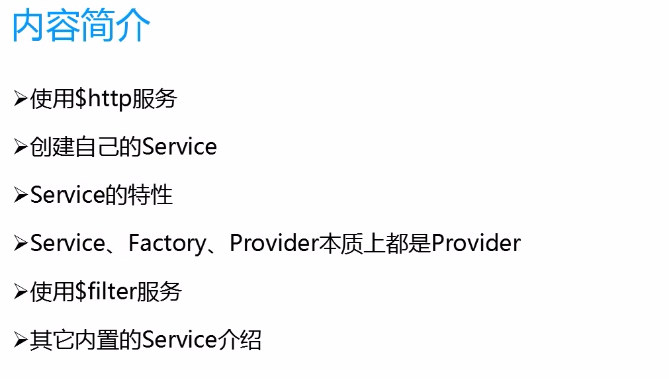 内容简介
➢使用$http服务
➢创建自己的Service
➢Service的特性
➢Service、Factory、Provider本质上都是Provider
➢使用$filter服务
➢其它内置的Service介绍